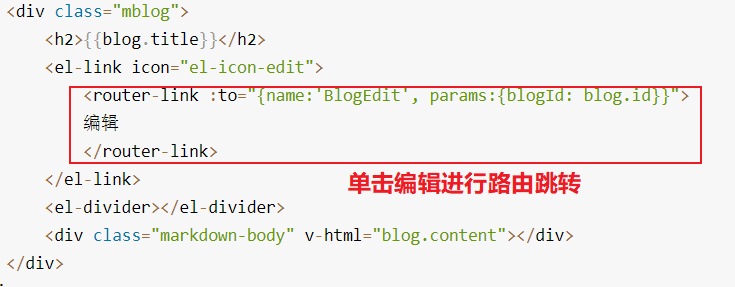 <div class="mblog">
<h2>{{blog.title}}</h2>
<el-link icon="el-icon-edit">
<router-link :to="{name:'BlogEdit', params:{blogId: blog.id}}">
编辑
</router-link>
</el-link>
单击编辑进行路由跳转
<el-divider></el-divider>
<div class="markdown-body" v-html="blog.content"></div>
</div>